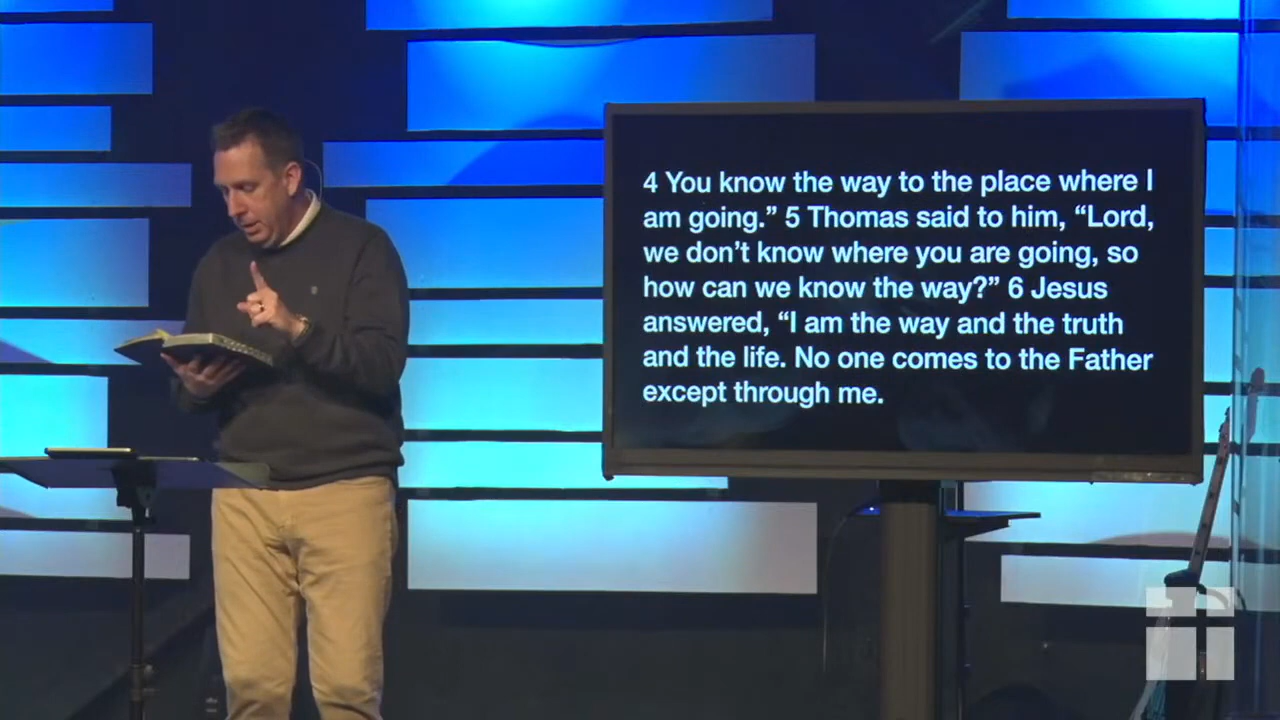 4 You know the way to the place where I
am going.” 5 Thomas said to him, “Lord,
we don’t know where you are going, so
how can we know the way?” 6 Jesus
answered, “I am the way and the truth
and the life. No one comes to the Father
except through me.